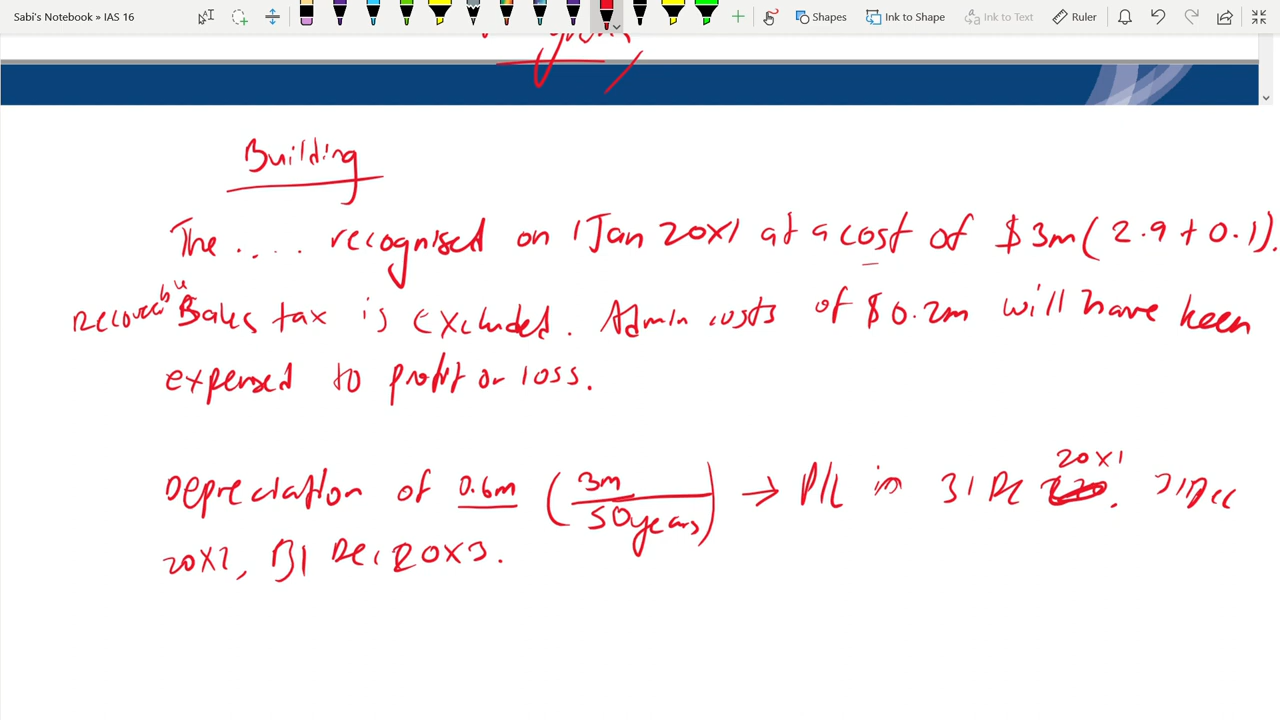 Sabi's Notebook » IAS 16
Shapes
Ink to Shape
Ink to Text
Ruler
Building
The .... recognised on 1 Jan 20X1 at a cost of $3m (2.9 + 0.1).
Recoverable Sales tax is excluded. Admin costs of $0.2m will have been
expensed to profit or loss.
20X1
Depreciation of 0.6m (3m / 50 years) → P/L in 31 Dec . 31 Dec
20X2, 31 Dec 20X3.